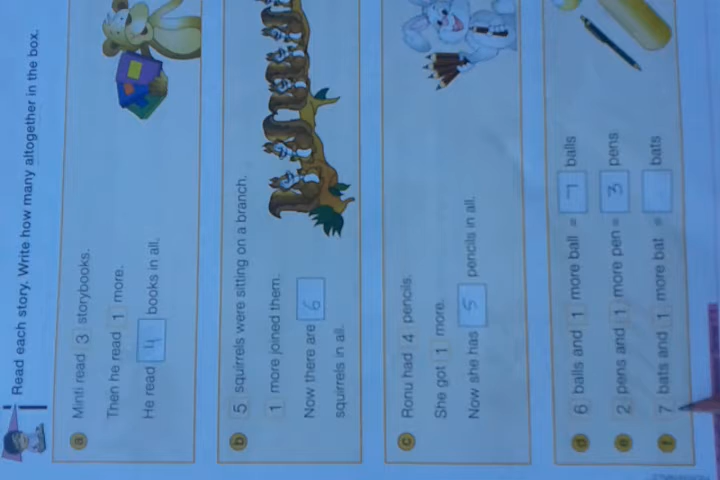 Read each story. Write how many altogether in the box.
a Minti read 3 storybooks.
Then he read 1 more.
He read 4 books in all.
b 5 squirrels were sitting on a branch.
1 more joined them.
Now there are 6
squirrels in all.
c Ronu had 4 pencils.
She got 1 more.
Now she has 5 pencils in all.
d 6 balls and 1 more ball = 7 balls
e 2 pens and 1 more pen = 3 pens
f 7 bats and 1 more bat = bats